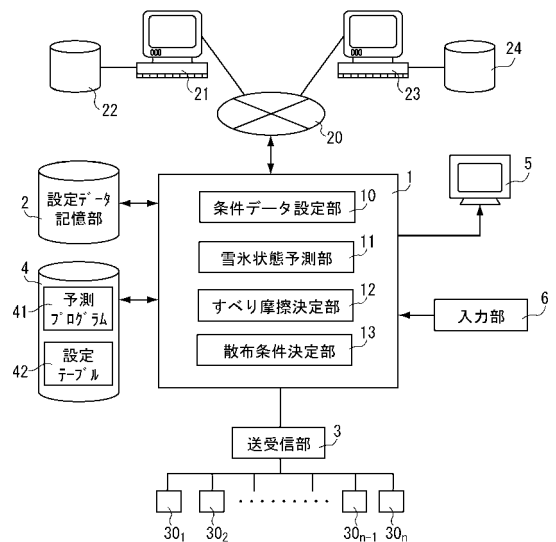 21
23
22
24
20
1
5
2
設定データ
記憶部
条件データ設定部
10
雪氷状態予測部
11
4
41
予測
プログラム
すべり摩擦決定部
12
6
入力部
42
設定
テーブル
散布条件決定部
13
3
送受信部
30₁
30₂
30ₙ₋₁
30ₙ